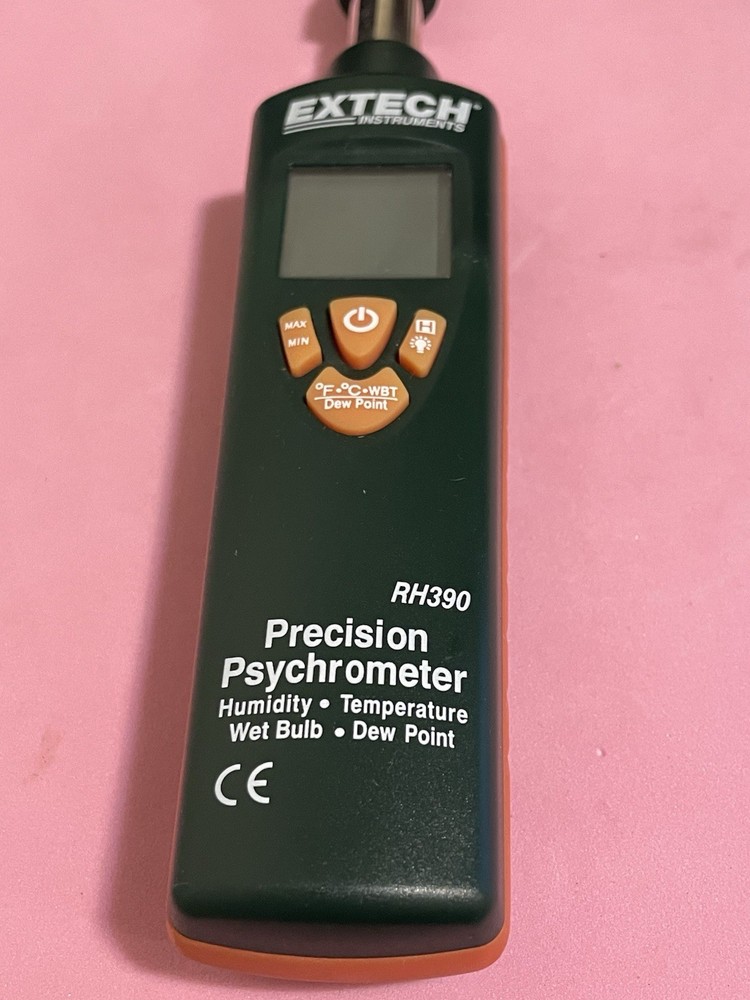 EXTECH®
INSTRUMENTS
MAX
MIN
H
°F•°C•WBT
Dew Point
RH390
Precision
Psychrometer
Humidity • Temperature
Wet Bulb • Dew Point
CE